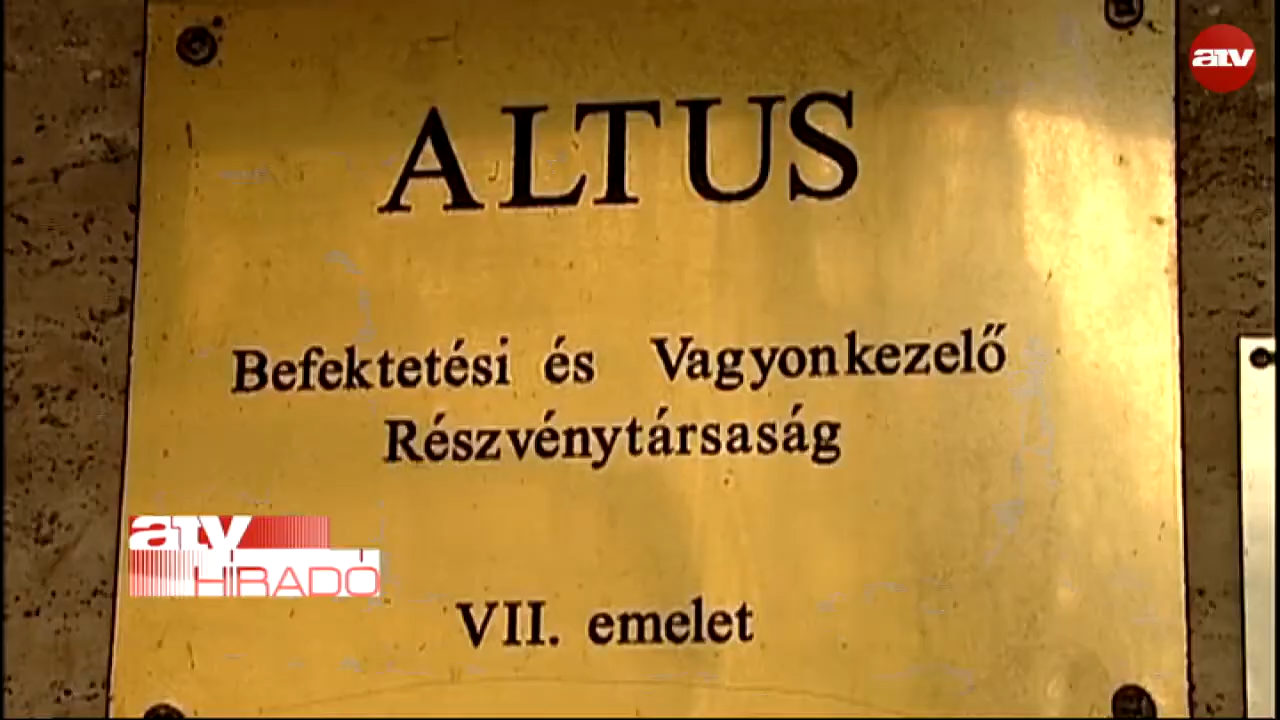 atv
ALTUS
Befektetési és Vagyonkezelő
Részvénytársaság
atv
HÍRADÓ
VII. emelet